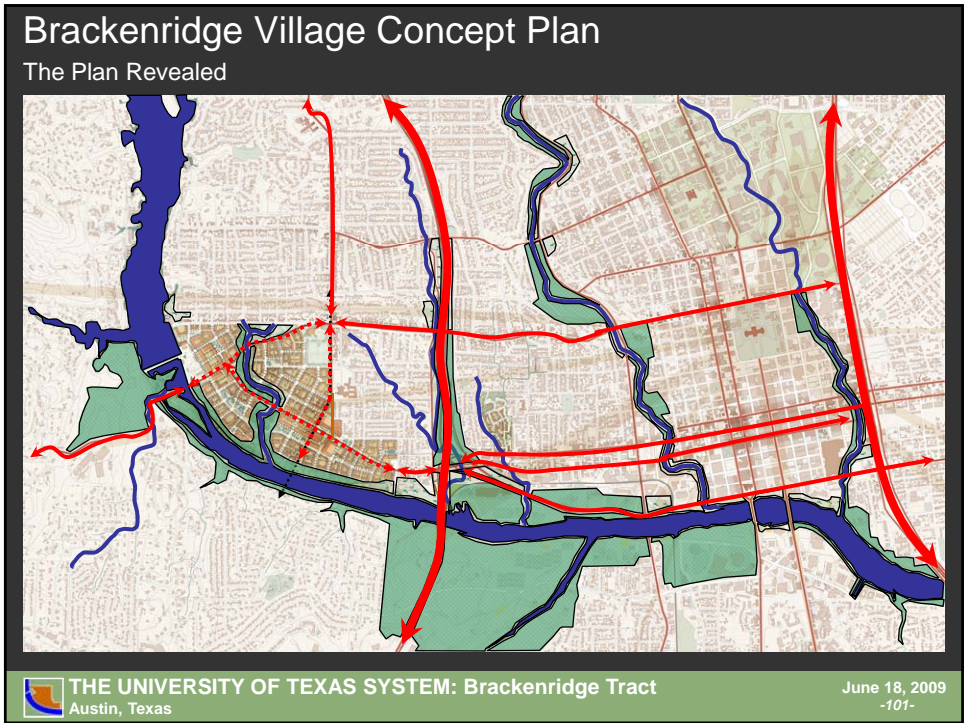 Brackenridge Village Concept Plan
The Plan Revealed
THE UNIVERSITY OF TEXAS SYSTEM: Brackenridge Tract
Austin, Texas
June 18, 2009
-101-